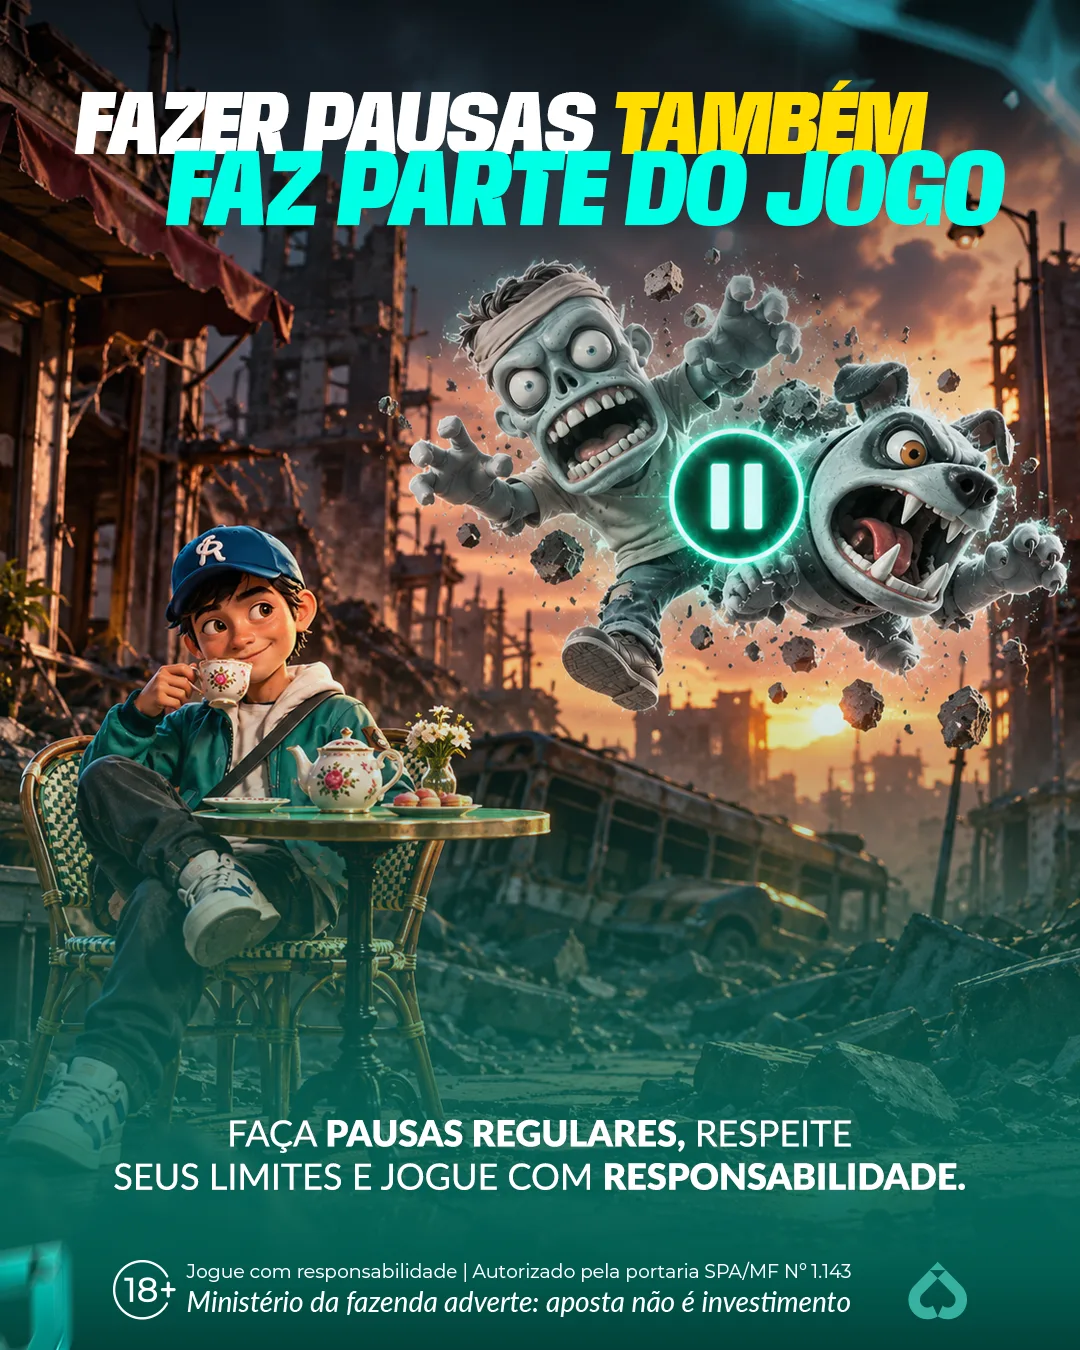 FAZER PAUSAS TAMBÉM
FAZ PARTE DO JOGO
FAÇA PAUSAS REGULARES, RESPEITE
SEUS LIMITES E JOGUE COM RESPONSABILIDADE.
18+
Jogue com responsabilidade | Autorizado pela portaria SPA/MF Nº 1.143
Ministério da fazenda adverte: aposta não é investimento